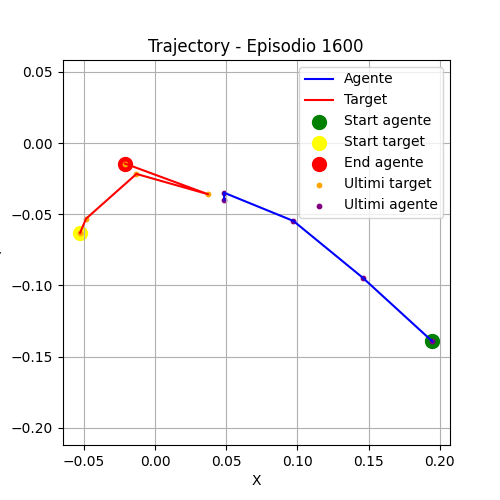 Trajectory - Episodio 1600
Agente
Target
Start agente
Start target
End agente
Ultimi target
Ultimi agente
0.05
0.00
−0.05
−0.10
−0.15
−0.20
−0.05
0.00
0.05
0.10
0.15
0.20
X